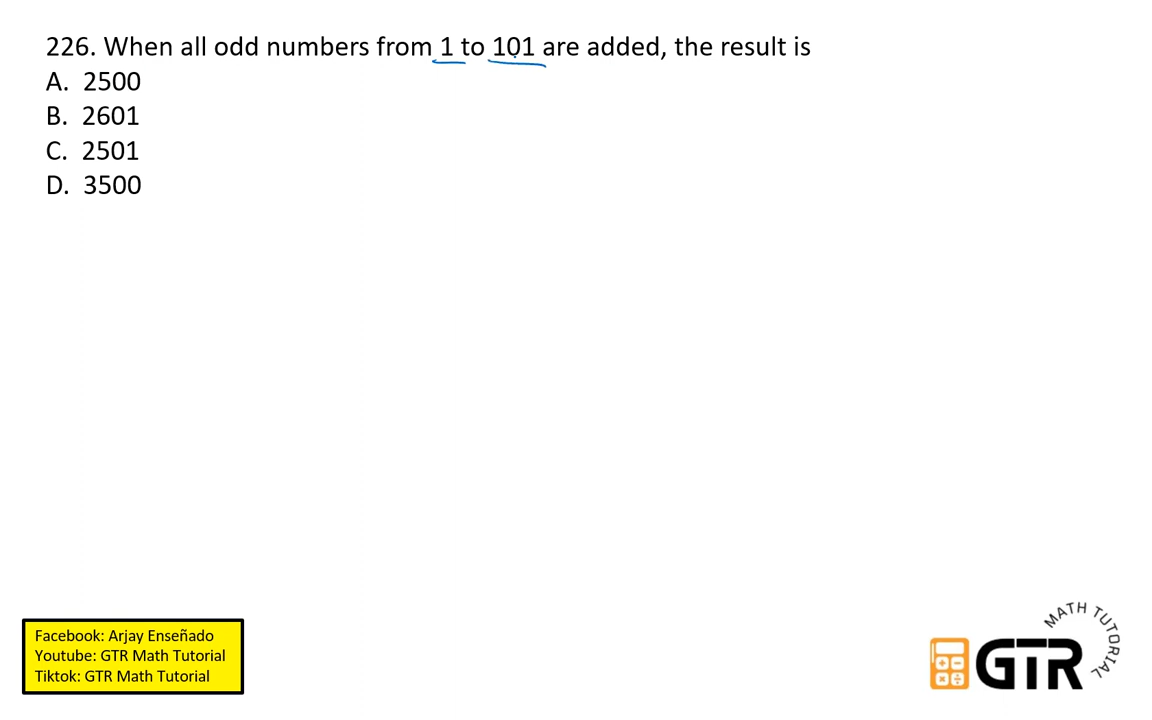 226. When all odd numbers from 1 to 101 are added, the result is
A. 2500
B. 2601
C. 2501
D. 3500
Facebook: Arjay Enseñado
Youtube: GTR Math Tutorial
Tiktok: GTR Math Tutorial
MATH TUTORIAL
GTR